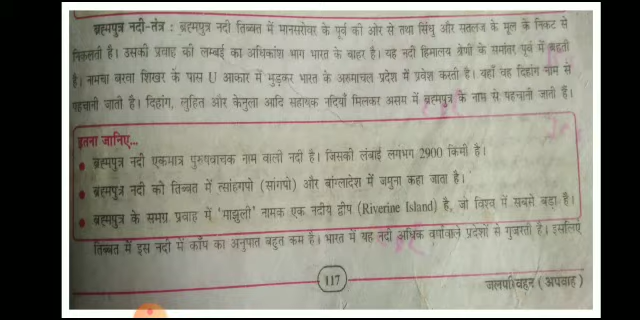 ब्रह्मपुत्र नदी-तंत्र : ब्रह्मपुत्र नदी तिब्बत में मानसरोवर के पूर्व की ओर से तथा सिंधु और सतलज के मूल के निकट से
निकलती है। उसकी प्रवाह की लम्बाई का अधिकांश भाग भारत के बाहर है। यह नदी हिमालय श्रेणी के समांतर पूर्व में बहती
है। नामचा बरवा शिखर के पास U आकार में मुड़कर भारत के अरुणाचल प्रदेश में प्रवेश करती है। यहाँ वह दिहांग नाम से
पहचानी जाती है। दिहांग, लुहित और केनुला आदि सहायक नदियाँ मिलकर असम में ब्रह्मपुत्र के नाम से पहचानी जाती हैं।
इतना जानिए...
• ब्रह्मपुत्र नदी एकमात्र पुरुषवाचक नाम वाली नदी है। जिसकी लंबाई लगभग 2900 किमी है।
• ब्रह्मपुत्र नदी को तिब्बत में त्सांहगपो (सांगपो) और बांग्लादेश में जमुना कहा जाता है।
• ब्रह्मपुत्र के समग्र प्रवाह में 'माझुली' नामक एक नदीय द्वीप (Riverine Island) है, जो विश्व में सबसे बड़ा है।
तिब्बत में इस नदी में काँप का अनुपात बहुत कम है। भारत में यह नदी अधिक वर्षावाले प्रदेशों से गुजरती है। इसलिए
117
जलपरिवहन (अपवाह)